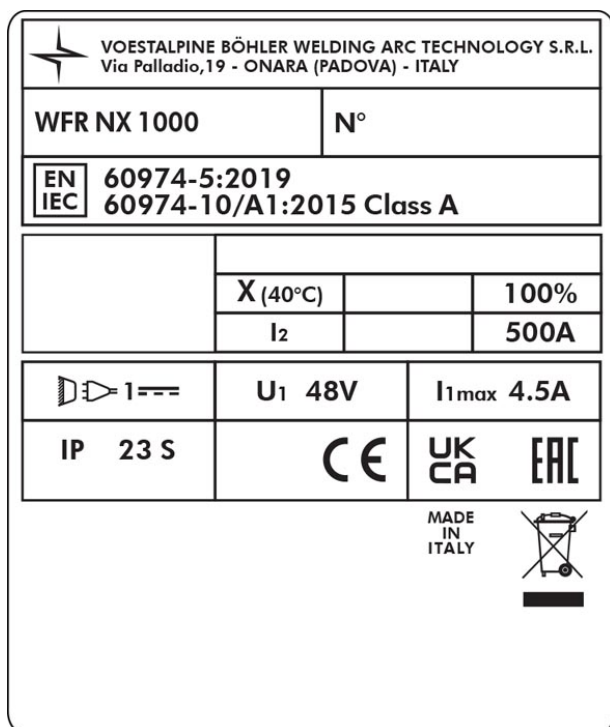 VOESTALPINE BÖHLER WELDING ARC TECHNOLOGY S.R.L.
Via Palladio,19 - ONARA (PADOVA) - ITALY
WFR NX 1000 N°
EN IEC
60974-5:2019
60974-10/A1:2015 Class A
X (40°C) 100%
I2 500A
1 U1 48V I1max 4.5A
IP 23 S CE UK CA EAC
MADE
IN
ITALY